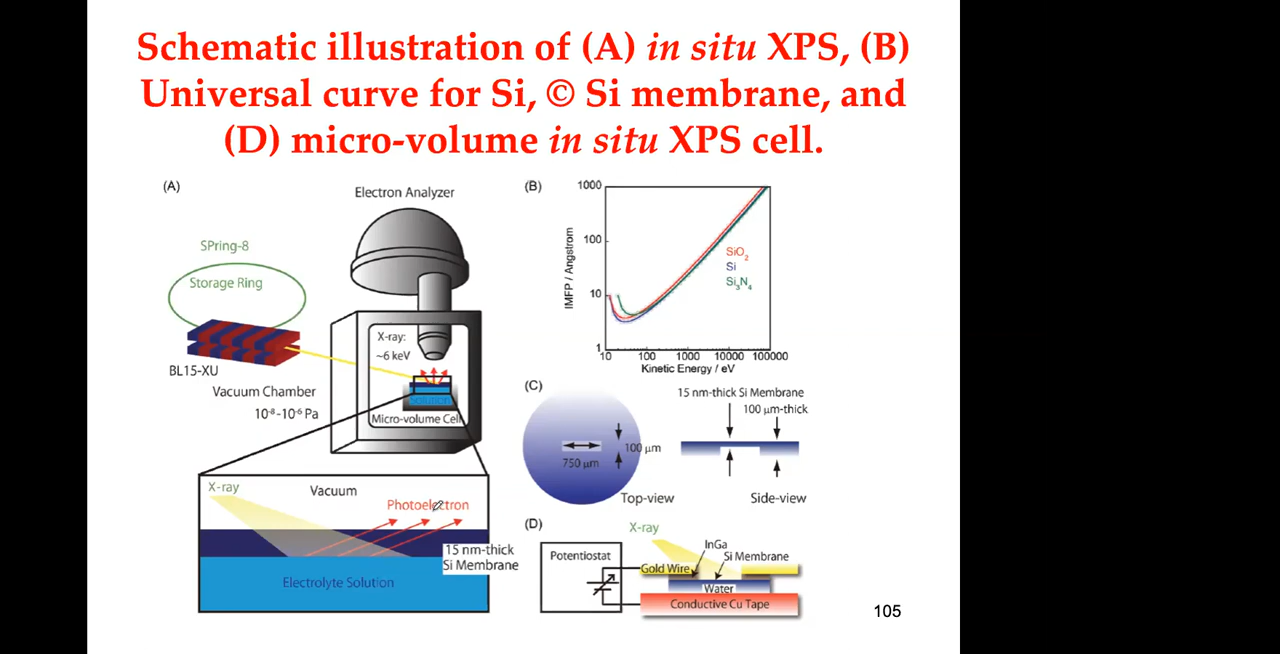 Schematic illustration of (A) in situ XPS, (B)
Universal curve for Si, © Si membrane, and
(D) micro-volume in situ XPS cell.
(A)
Electron Analyzer
SPring-8
Storage Ring
X-ray:
~6 keV
BL15-XU
Vacuum Chamber
10-8-10-6 Pa
Solution
Micro-volume Cell
X-ray
Vacuum
Photoelectron
15 nm-thick
Si Membrane
Electrolyte Solution
(B)
1000
100
10
1
IMFP / Angstrom
SiO2
Si
Si3N4
10
100
1000
10000
100000
Kinetic Energy / eV
(C)
15 nm-thick Si Membrane
100 μm-thick
100 μm
750 μm
Top-view
Side-view
(D)
X-ray
InGa
Potentiostat
Si Membrane
Gold Wire
Water
Conductive Cu Tape
105